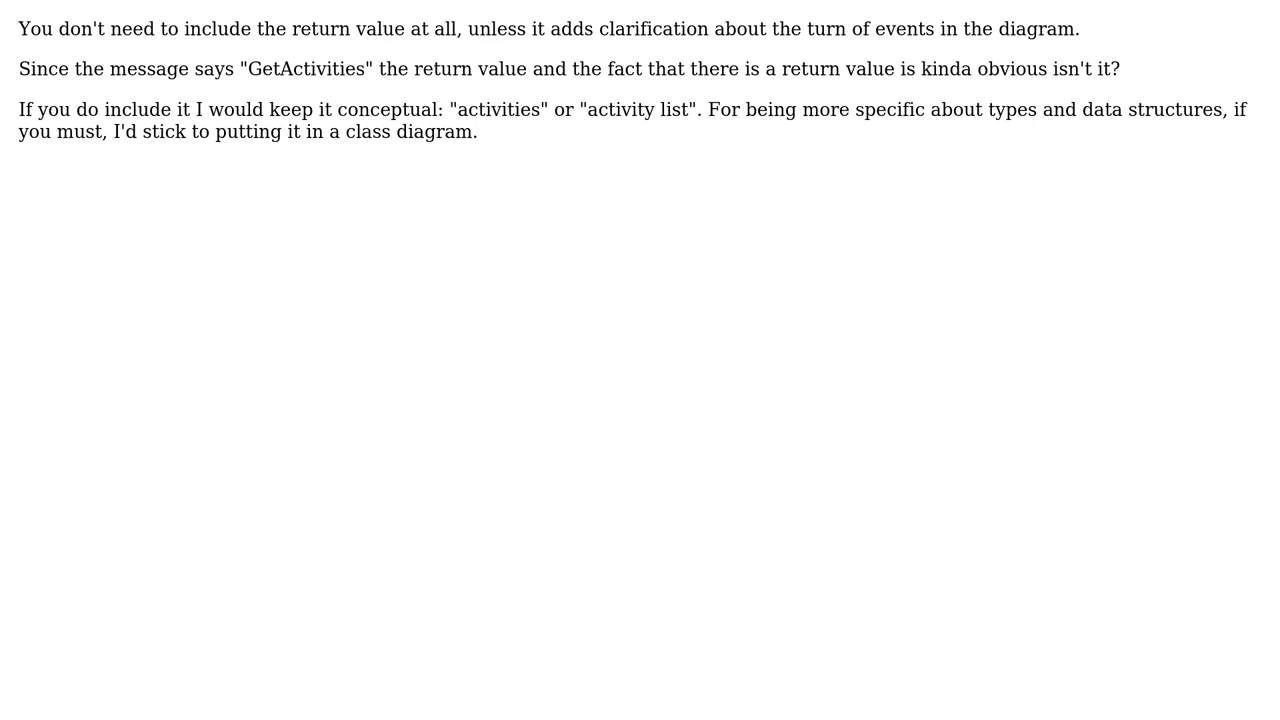 You don't need to include the return value at all, unless it adds clarification about the turn of events in the diagram.
Since the message says "GetActivities" the return value and the fact that there is a return value is kinda obvious isn't it?
If you do include it I would keep it conceptual: "activities" or "activity list". For being more specific about types and data structures, if
you must, I'd stick to putting it in a class diagram.